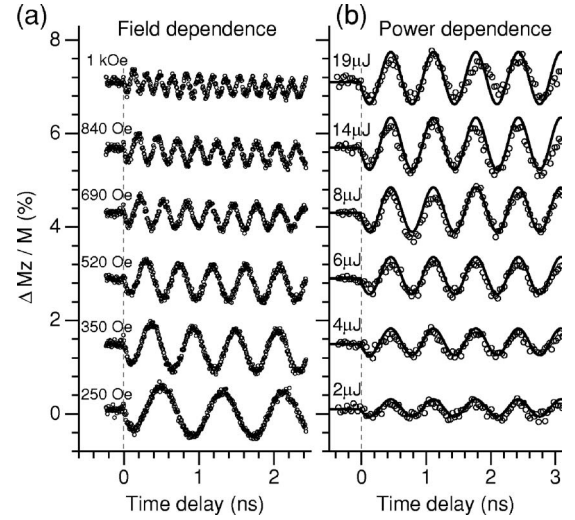 (a) Field dependence
(b) Power dependence
Δ Mz / M (%)
8
6
4
2
0
1 kOe
840 Oe
690 Oe
520 Oe
350 Oe
250 Oe
19μJ
14μJ
8μJ
6μJ
4μJ
2μJ
0 1 2
0 1 2 3
Time delay (ns)
Time delay (ns)